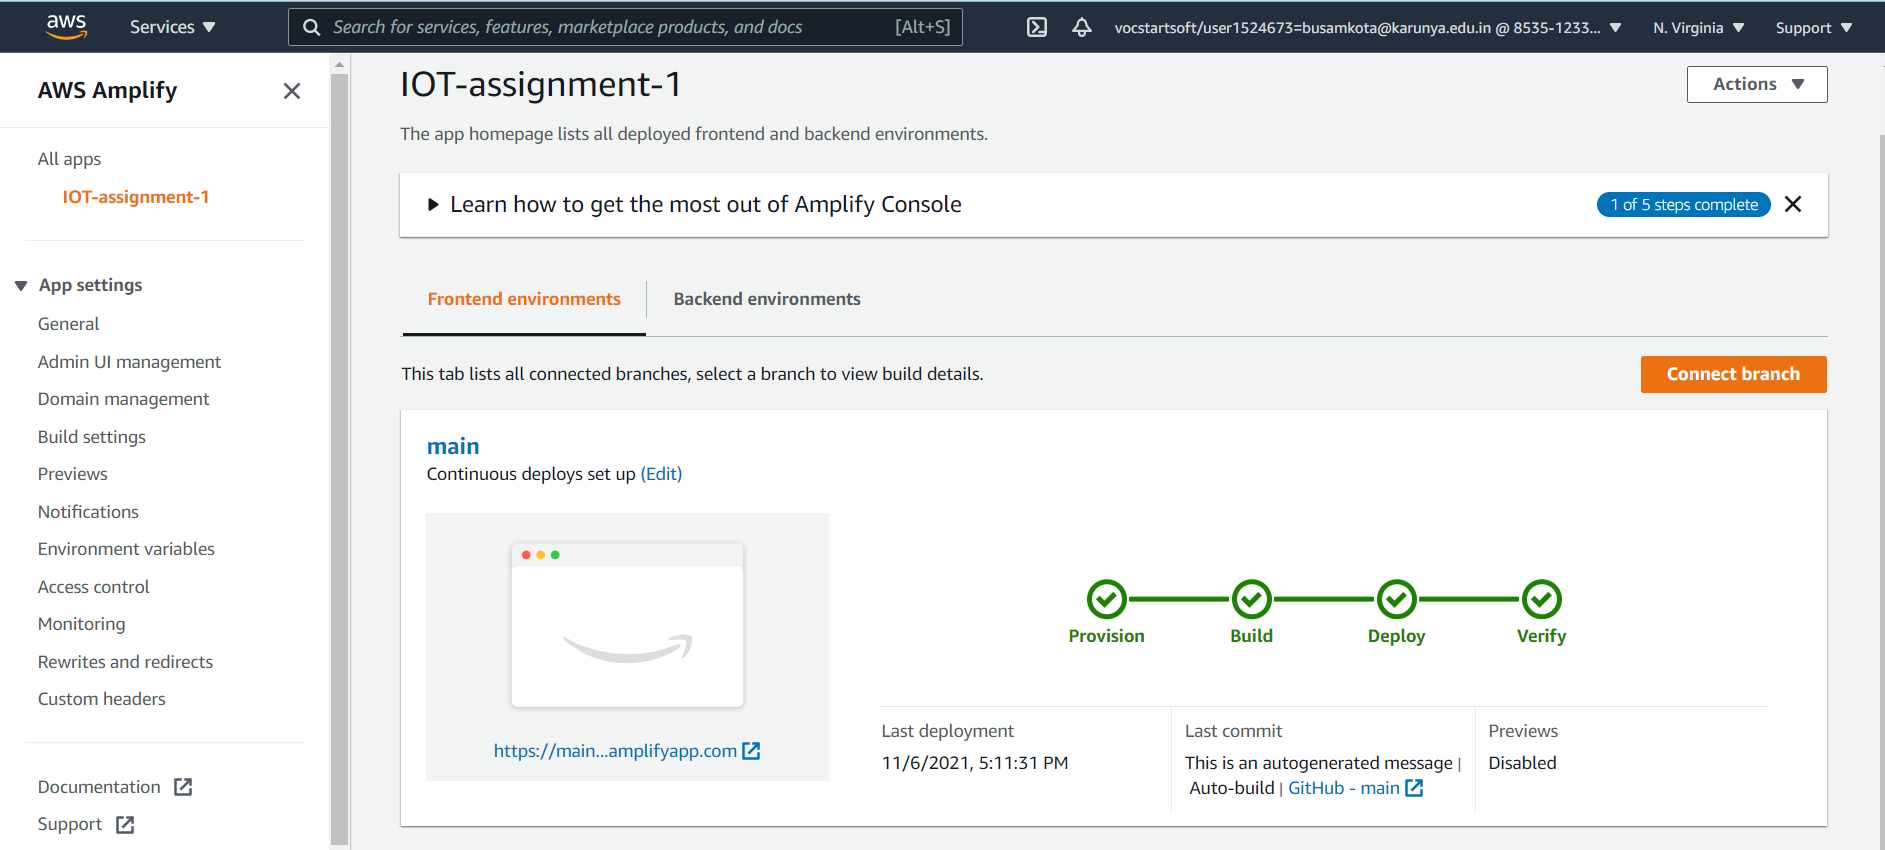 aws Services Search for services, features, marketplace products, and docs [Alt+S] vocstartsoft/user1524673=busamkota@karunya.edu.in @ 8535-1233... N. Virginia Support
AWS Amplify
All apps
IOT-assignment-1
App settings
General
Admin UI management
Domain management
Build settings
Previews
Notifications
Environment variables
Access control
Monitoring
Rewrites and redirects
Custom headers
Documentation
Support
IOT-assignment-1
Actions
The app homepage lists all deployed frontend and backend environments.
Learn how to get the most out of Amplify Console
1 of 5 steps complete
Frontend environments
Backend environments
This tab lists all connected branches, select a branch to view build details.
Connect branch
main
Continuous deploys set up (Edit)
https://main...amplifyapp.com
Provision
Build
Deploy
Verify
Last deployment
11/6/2021, 5:11:31 PM
Last commit
This is an autogenerated message |
Auto-build | GitHub - main
Previews
Disabled